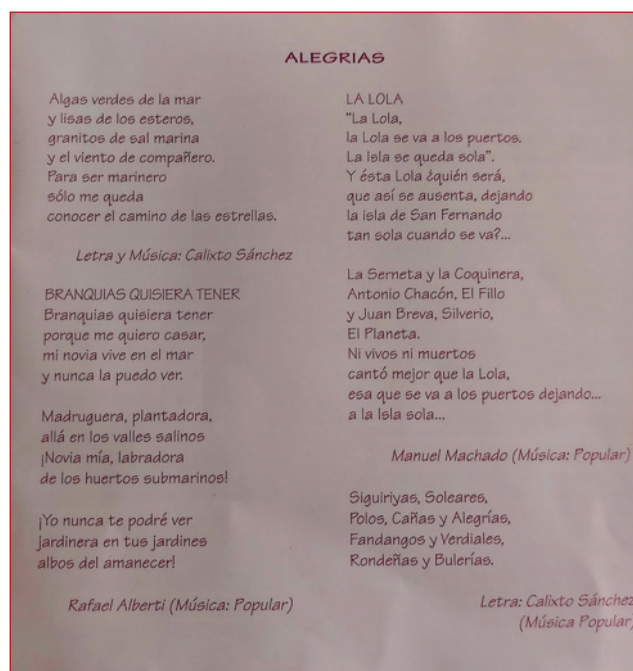 ALEGRIAS
Algas verdes de la mar
y lisas de los esteros,
granitos de sal marina
y el viento de compañero.
Para ser marinero
sólo me queda
conocer el camino de las estrellas.
Letra y Música: Calixto Sánchez
BRANQUIAS QUISIERA TENER
Branquias quisiera tener
porque me quiero casar,
mi novia vive en el mar
y nunca la puedo ver.
Madruguera, plantadora,
allá en los valles salinos
¡Novia mía, labradora
de los huertos submarinos!
¡Yo nunca te podré ver
jardinera en tus jardines
albos del amanecer!
Rafael Alberti (Música: Popular)
LA LOLA
“La Lola,
la Lola se va a los puertos.
La Isla se queda sola”.
Y ésta Lola ¿quién será,
que así se ausenta, dejando
la isla de San Fernando
tan sola cuando se va?...
La Serneta y la Coquinera,
Antonio Chacón, El Fillo
y Juan Breva, Silverio,
El Planeta.
Ni vivos ni muertos
cantó mejor que la Lola,
esa que se va a los puertos dejando...
a la Isla sola...
Manuel Machado (Música: Popular)
Siguiriyas, Soleares,
Polos, Cañas y Alegrías,
Fandangos y Verdiales,
Rondeñas y Bulerías.
Letra: Calixto Sánchez
(Música Popular)